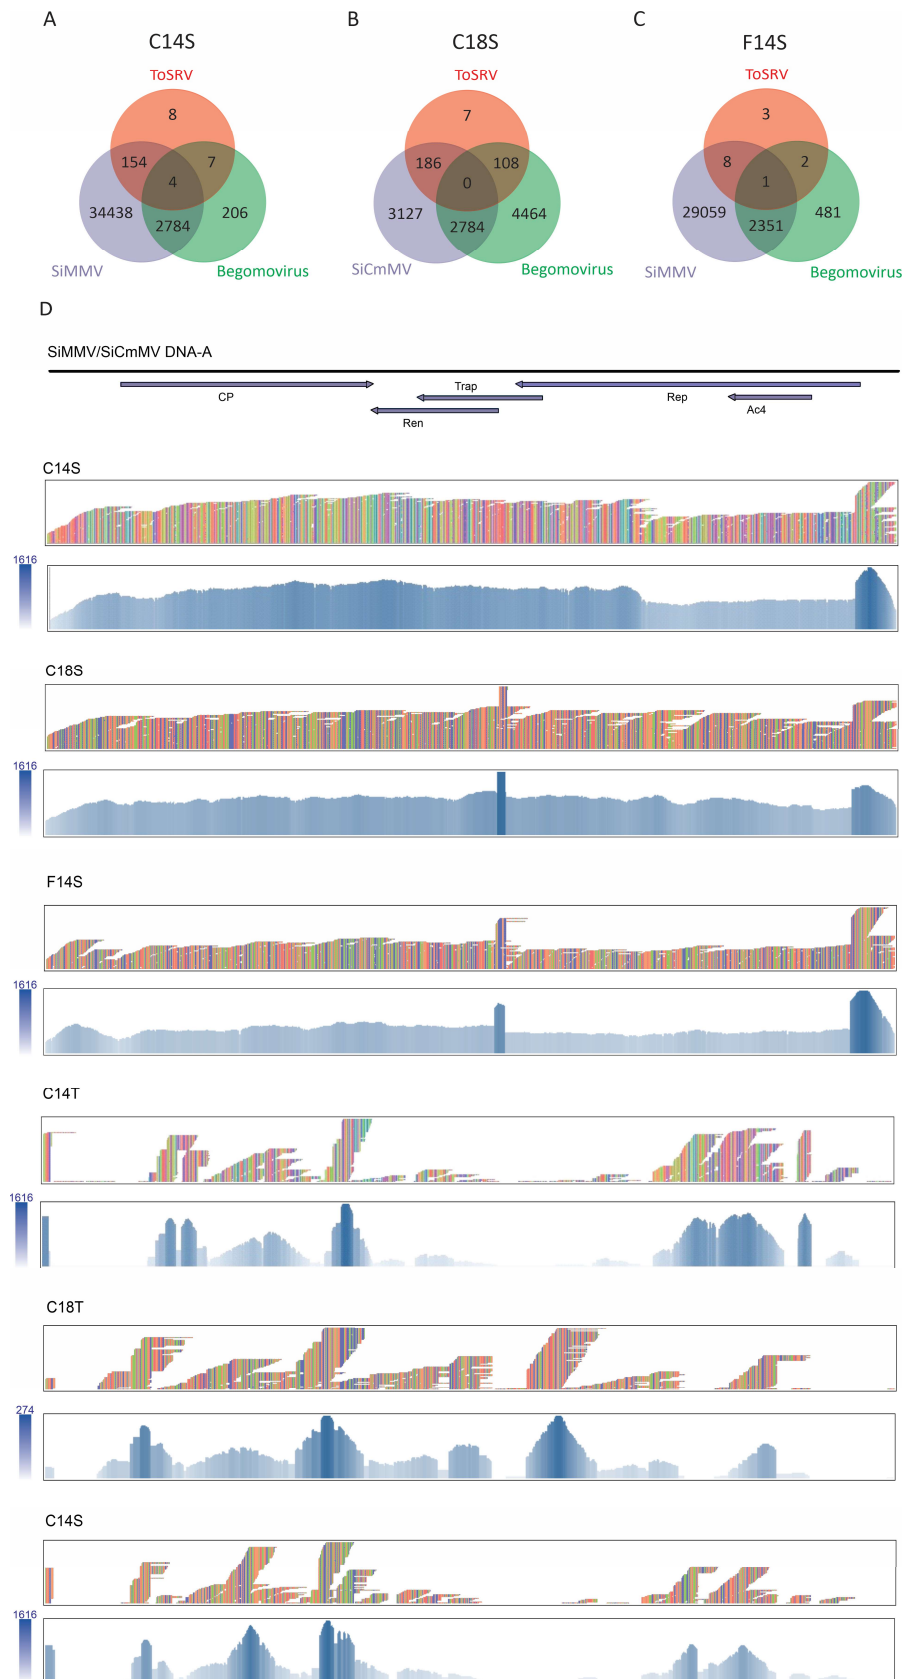 A
B
C
C14S
C18S
F14S
ToSRV
ToSRV
ToSRV
8
7
3
154
7
186
108
8
2
4
0
1
34438
206
3127
4464
29059
481
2784
2784
2351
SiMMV
Begomovirus
SiCmMV
Begomovirus
SiMMV
Begomovirus
D
SiMMV/SiCmMV DNA-A
CP
Trap
Rep
Ren
Ac4
C14S
1616
C18S
1616
F14S
1616
C14T
1616
C18T
274
C14S
1616